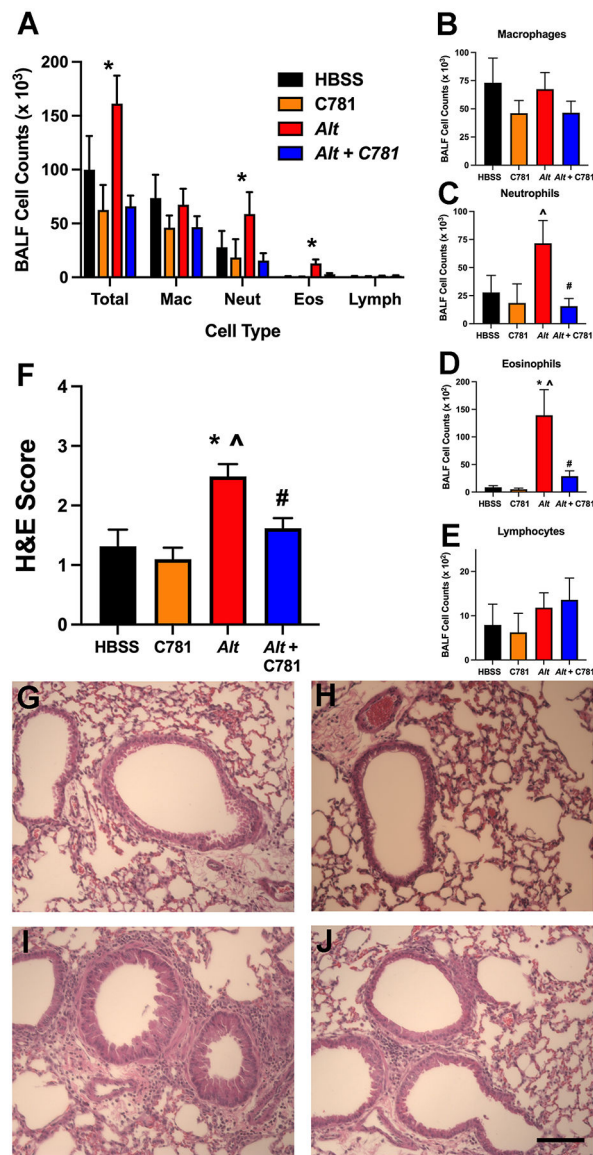 A
BALF Cell Counts (x 10³)
200
150
100
50
0
*
*
*
HBSS
C781
Alt
Alt + C781
Total Mac Neut Eos Lymph
Cell Type
B
Macrophages
BALF Cell Counts (x 10³)
100
75
50
25
0
HBSS C781 Alt Alt + C781
C
Neutrophils
BALF Cell Counts (x 10³)
100
75
50
25
0
^
#
HBSS C781 Alt Alt + C781
D
Eosinophils
BALF Cell Counts (x 10²)
200
150
100
50
0
* ^
#
HBSS C781 Alt Alt + C781
E
Lymphocytes
BALF Cell Counts (x 10²)
20
10
0
HBSS C781 Alt Alt + C781
F
H&E Score
4
3
2
1
0
* ^
#
HBSS C781 Alt Alt +
C781
G
H
I
J